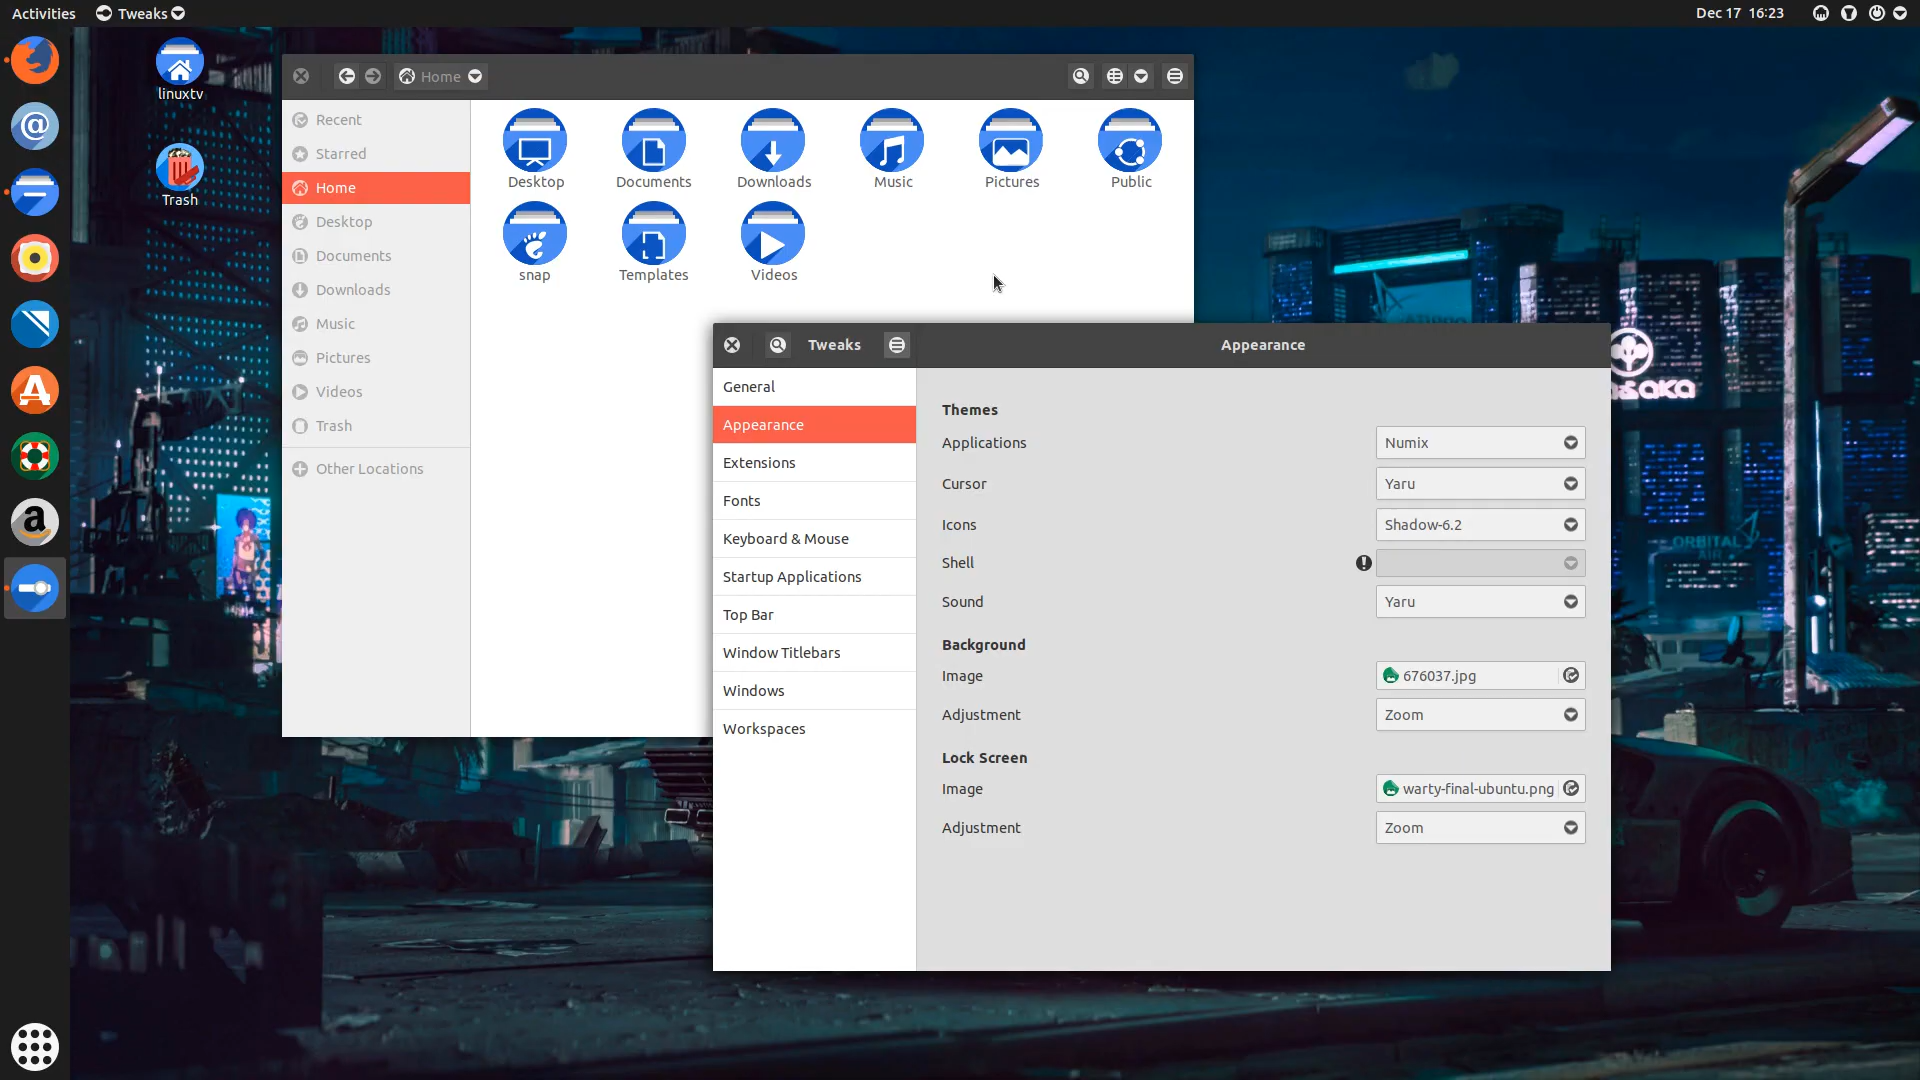 Activities
Tweaks
Dec 17 16:23
linuxtv
Trash
Home
Recent
Starred
Home
Desktop
Documents
Downloads
Music
Pictures
Videos
Trash
Other Locations
Desktop
Documents
Downloads
Music
Pictures
Public
snap
Templates
Videos
Tweaks
Appearance
General
Appearance
Extensions
Fonts
Keyboard & Mouse
Startup Applications
Top Bar
Window Titlebars
Windows
Workspaces
Themes
Applications
Numix
Cursor
Yaru
Icons
Shadow-6.2
Shell
Sound
Yaru
Background
Image
676037.jpg
Adjustment
Zoom
Lock Screen
Image
warty-final-ubuntu.png
Adjustment
Zoom
ORBITAL
AIR